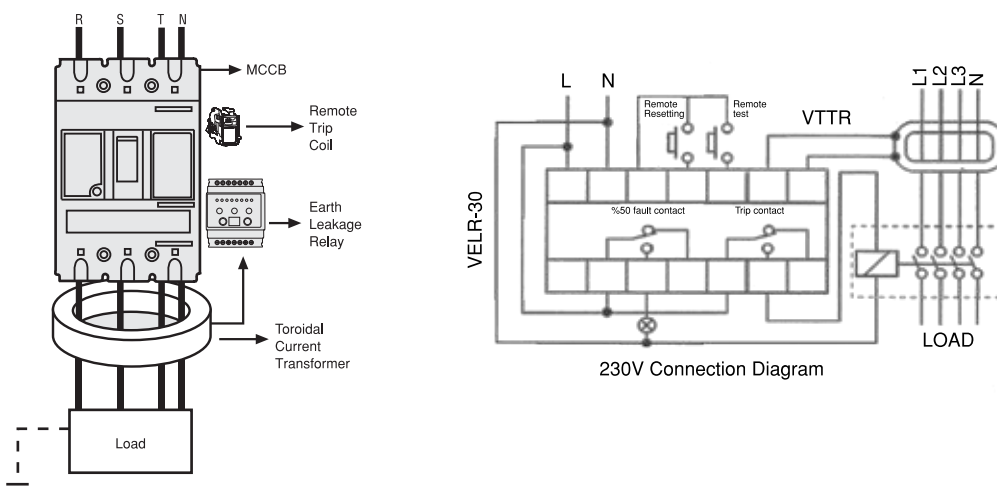 R S T N
MCCB
Remote
Trip
Coil
Earth
Leakage
Relay
Toroidal
Current
Transformer
Load
L N
Remote
Resetting
Remote
test
VTTR
L1
L2
L3
N
VELR-30
%50 fault contact
Trip contact
LOAD
230V Connection Diagram